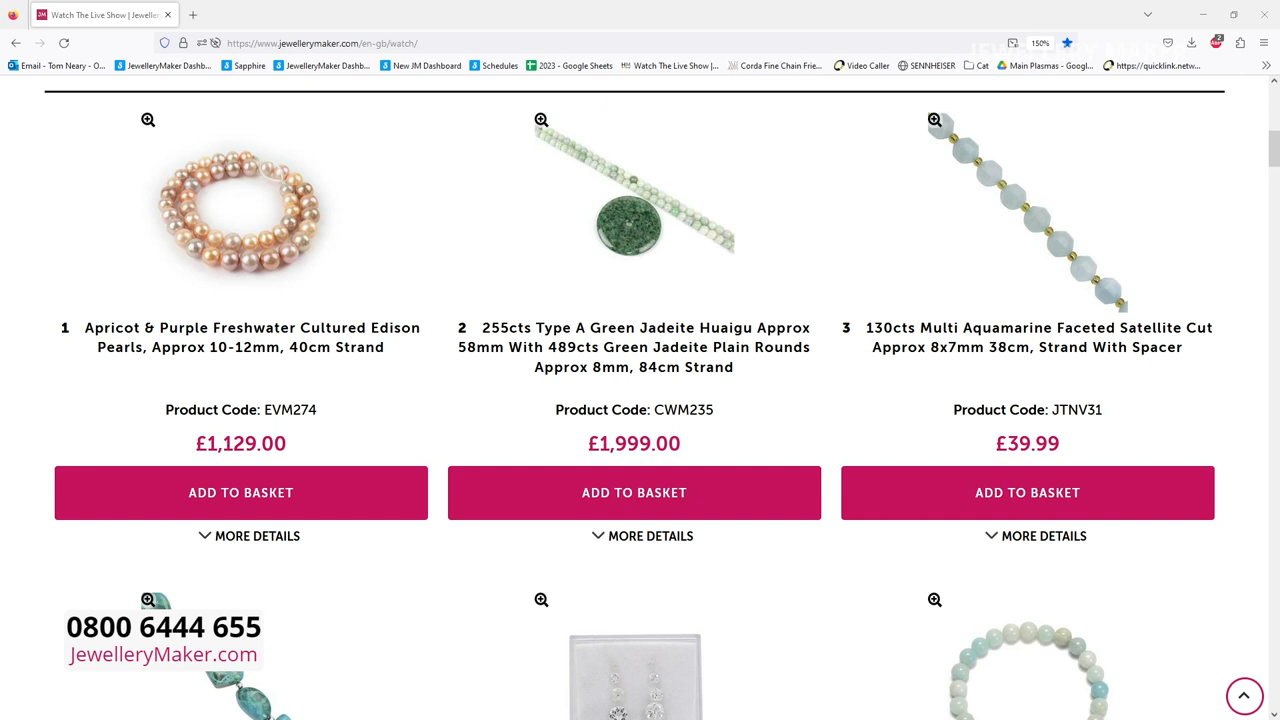 Watch The Live Show | Jeweller
https://www.jewellerymaker.com/en-gb/watch/
150%
2
Email - Tom Neary - O...
JewelleryMaker Dashb...
Sapphire
JewelleryMaker Dashb...
New JM Dashboard
Schedules
2023 - Google Sheets
Watch The Live Show |...
Corda Fine Chain Frie...
Video Caller
SENNHEISER
Cat
Main Plasmas - Googl...
https://quicklink.netw...
1 Apricot & Purple Freshwater Cultured Edison
Pearls, Approx 10-12mm, 40cm Strand
Product Code: EVM274
£1,129.00
ADD TO BASKET
MORE DETAILS
2 255cts Type A Green Jadeite Huaigu Approx
58mm With 489cts Green Jadeite Plain Rounds
Approx 8mm, 84cm Strand
Product Code: CWM235
£1,999.00
ADD TO BASKET
MORE DETAILS
3 130cts Multi Aquamarine Faceted Satellite Cut
Approx 8x7mm 38cm, Strand With Spacer
Product Code: JTNV31
£39.99
ADD TO BASKET
MORE DETAILS
0800 6444 655
JewelleryMaker.com